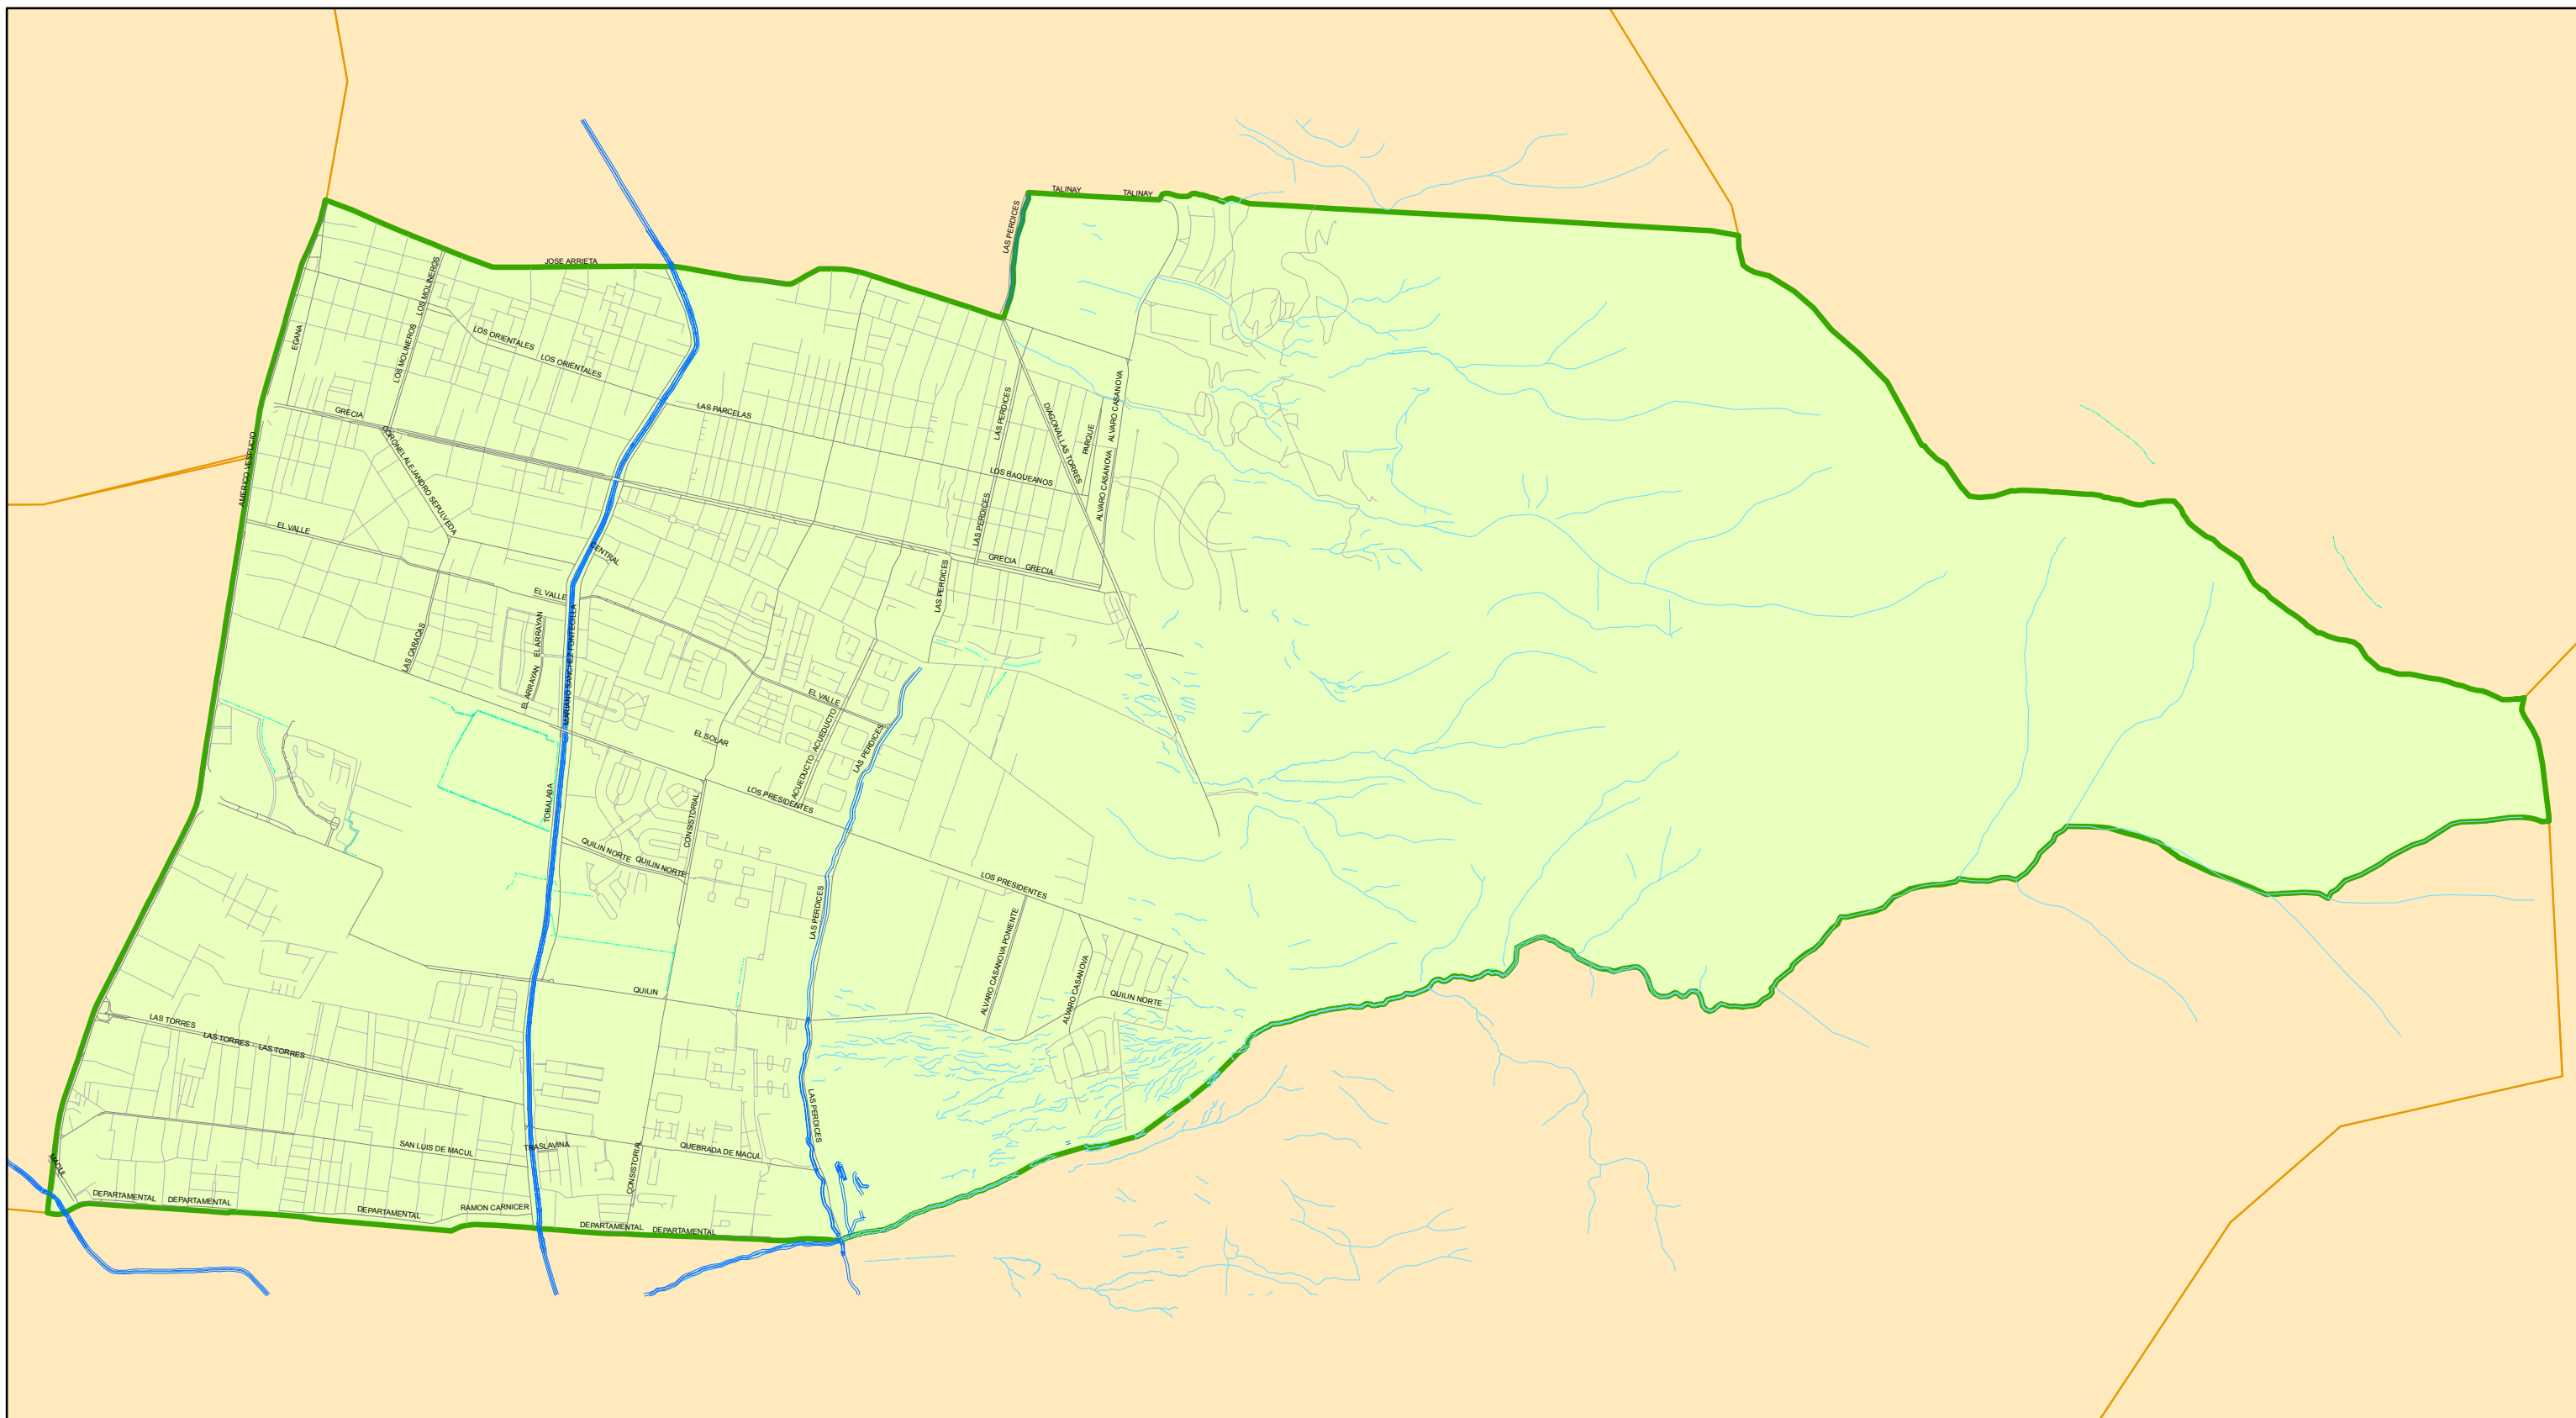 TALINAY
TALINAY
LAS PERDICES
JOSE ARRIETA
LOS MOLINEROS
LOS MOLINEROS
EGANA
LOS ORIENTALES
LOS ORIENTALES
LAS PARCELAS
GRECIA
AMERICO VESPUCIO
CORONEL ALEJANDRO SEPULVEDA
LAS PERDICES
DIAGONAL LAS TORRES
PARQUE
ALVARO CASANOVA
ALVARO CASANOVA
LOS BAQUEANOS
LAS PERDICES
EL VALLE
CENTRAL
GRECIA
GRECIA
LAS PERDICES
EL VALLE
EL ARRAYAN
EL ARRAYAN
MARIANO SANCHEZ FONTECILLA
LAS CARACAS
EL VALLE
EL SOLAR
ACUEDUCTO
ACUEDUCTO
LAS PERDICES
TOBALABA
LOS PRESIDENTES
CONSISTORIAL
QUILIN NORTE
QUILIN NORTE
LOS PRESIDENTES
LAS PERDICES
ALVARO CASANOVA PONIENTE
ALVARO CASANOVA
QUILIN NORTE
QUILIN
LAS TORRES
LAS TORRES
LAS TORRES
LAS PERDICES
SAN LUIS DE MACUL
TRASLAVINA
QUEBRADA DE MACUL
CONSISTORIAL
MACUL
DEPARTAMENTAL
DEPARTAMENTAL
DEPARTAMENTAL
RAMON CARNICER
DEPARTAMENTAL
DEPARTAMENTAL